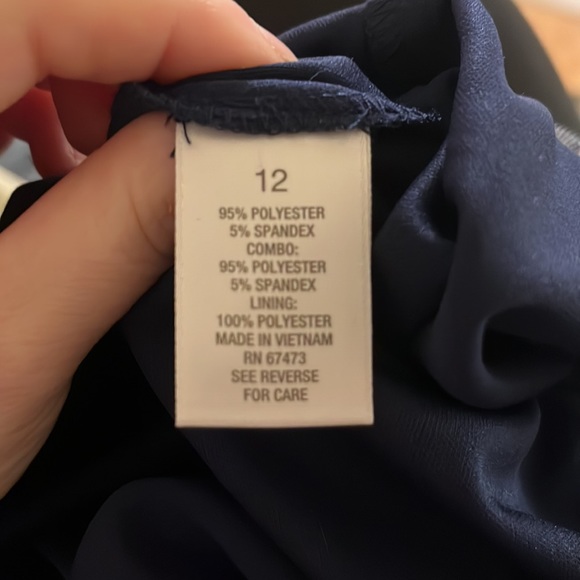 12
95% POLYESTER
5% SPANDEX
COMBO:
95% POLYESTER
5% SPANDEX
LINING:
100% POLYESTER
MADE IN VIETNAM
RN 67473
SEE REVERSE
FOR CARE